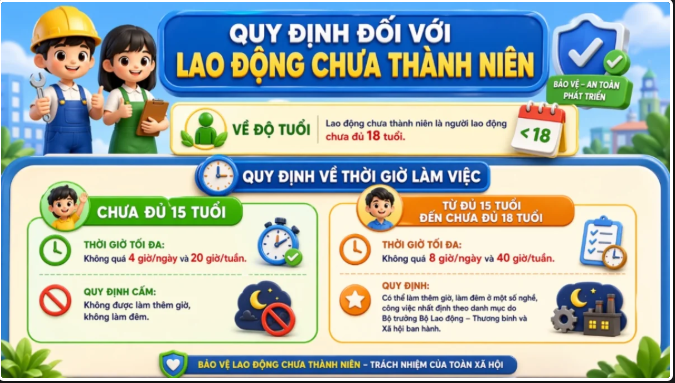 QUY ĐỊNH ĐỐI VỚI
LAO ĐỘNG CHƯA THÀNH NIÊN
BẢO VỆ – AN TOÀN
PHÁT TRIỂN
VỀ ĐỘ TUỔI
Lao động chưa thành niên là người lao động
chưa đủ 18 tuổi.
<18
QUY ĐỊNH VỀ THỜI GIỜ LÀM VIỆC
CHƯA ĐỦ 15 TUỔI
THỜI GIỜ TỐI ĐA:
Không quá 4 giờ/ngày và 20 giờ/tuần.
QUY ĐỊNH CẤM:
Không được làm thêm giờ,
không làm đêm.
TỪ ĐỦ 15 TUỔI
ĐẾN CHƯA ĐỦ 18 TUỔI
THỜI GIỜ TỐI ĐA:
Không quá 8 giờ/ngày và 40 giờ/tuần.
QUY ĐỊNH:
Có thể làm thêm giờ, làm đêm ở một số nghề,
công việc nhất định theo danh mục do
Bộ trưởng Bộ Lao động – Thương binh và
Xã hội ban hành.
BẢO VỆ LAO ĐỘNG CHƯA THÀNH NIÊN – TRÁCH NHIỆM CỦA TOÀN XÃ HỘI